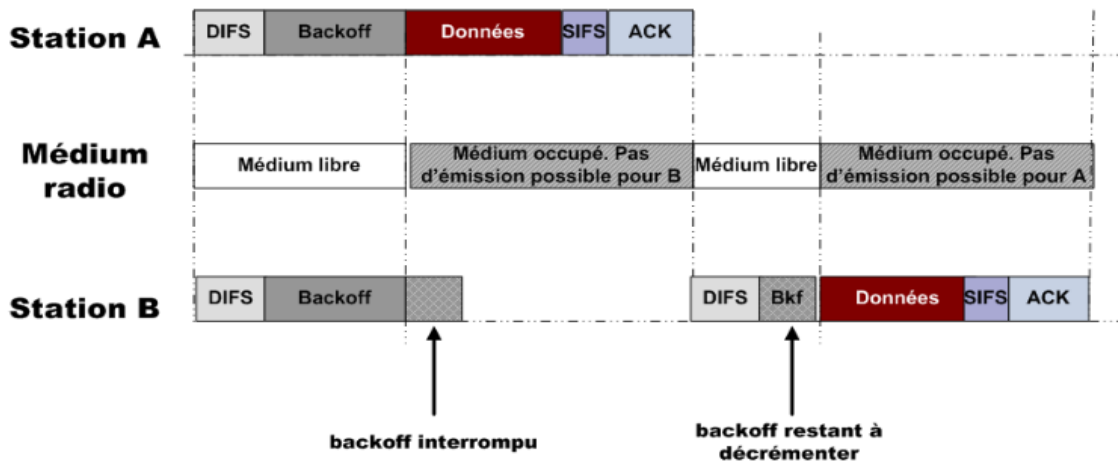 Station A
DIFS
Backoff
Données
SIFS
ACK
Médium
radio
Médium libre
Médium occupé. Pas
d'émission possible pour B
Médium libre
Médium occupé. Pas
d'émission possible pour A
Station B
DIFS
Backoff
DIFS
Bkf
Données
SIFS
ACK
backoff interrompu
backoff restant à
décrémenter